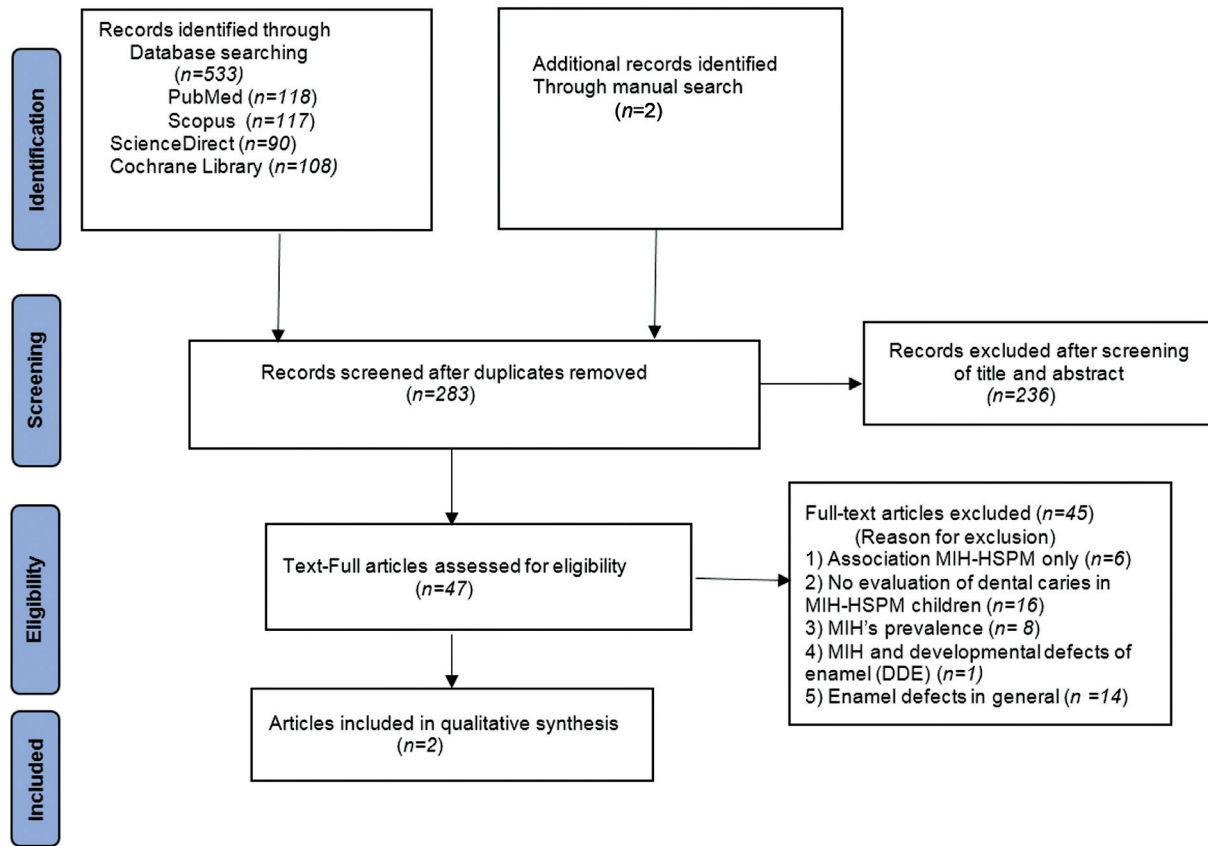 Identification
Records identified through
Database searching
(n=533)
PubMed (n=118)
Scopus (n=117)
ScienceDirect (n=90)
Cochrane Library (n=108)
Additional records identified
Through manual search
(n=2)
Screening
Records screened after duplicates removed
(n=283)
Records excluded after screening
of title and abstract
(n=236)
Eligibility
Text-Full articles assessed for eligibility
(n=47)
Full-text articles excluded (n=45)
(Reason for exclusion)
1) Association MIH-HSPM only (n=6)
2) No evaluation of dental caries in
MIH-HSPM children (n=16)
3) MIH's prevalence (n= 8)
4) MIH and developmental defects of
enamel (DDE) (n=1)
5) Enamel defects in general (n =14)
Included
Articles included in qualitative synthesis
(n=2)